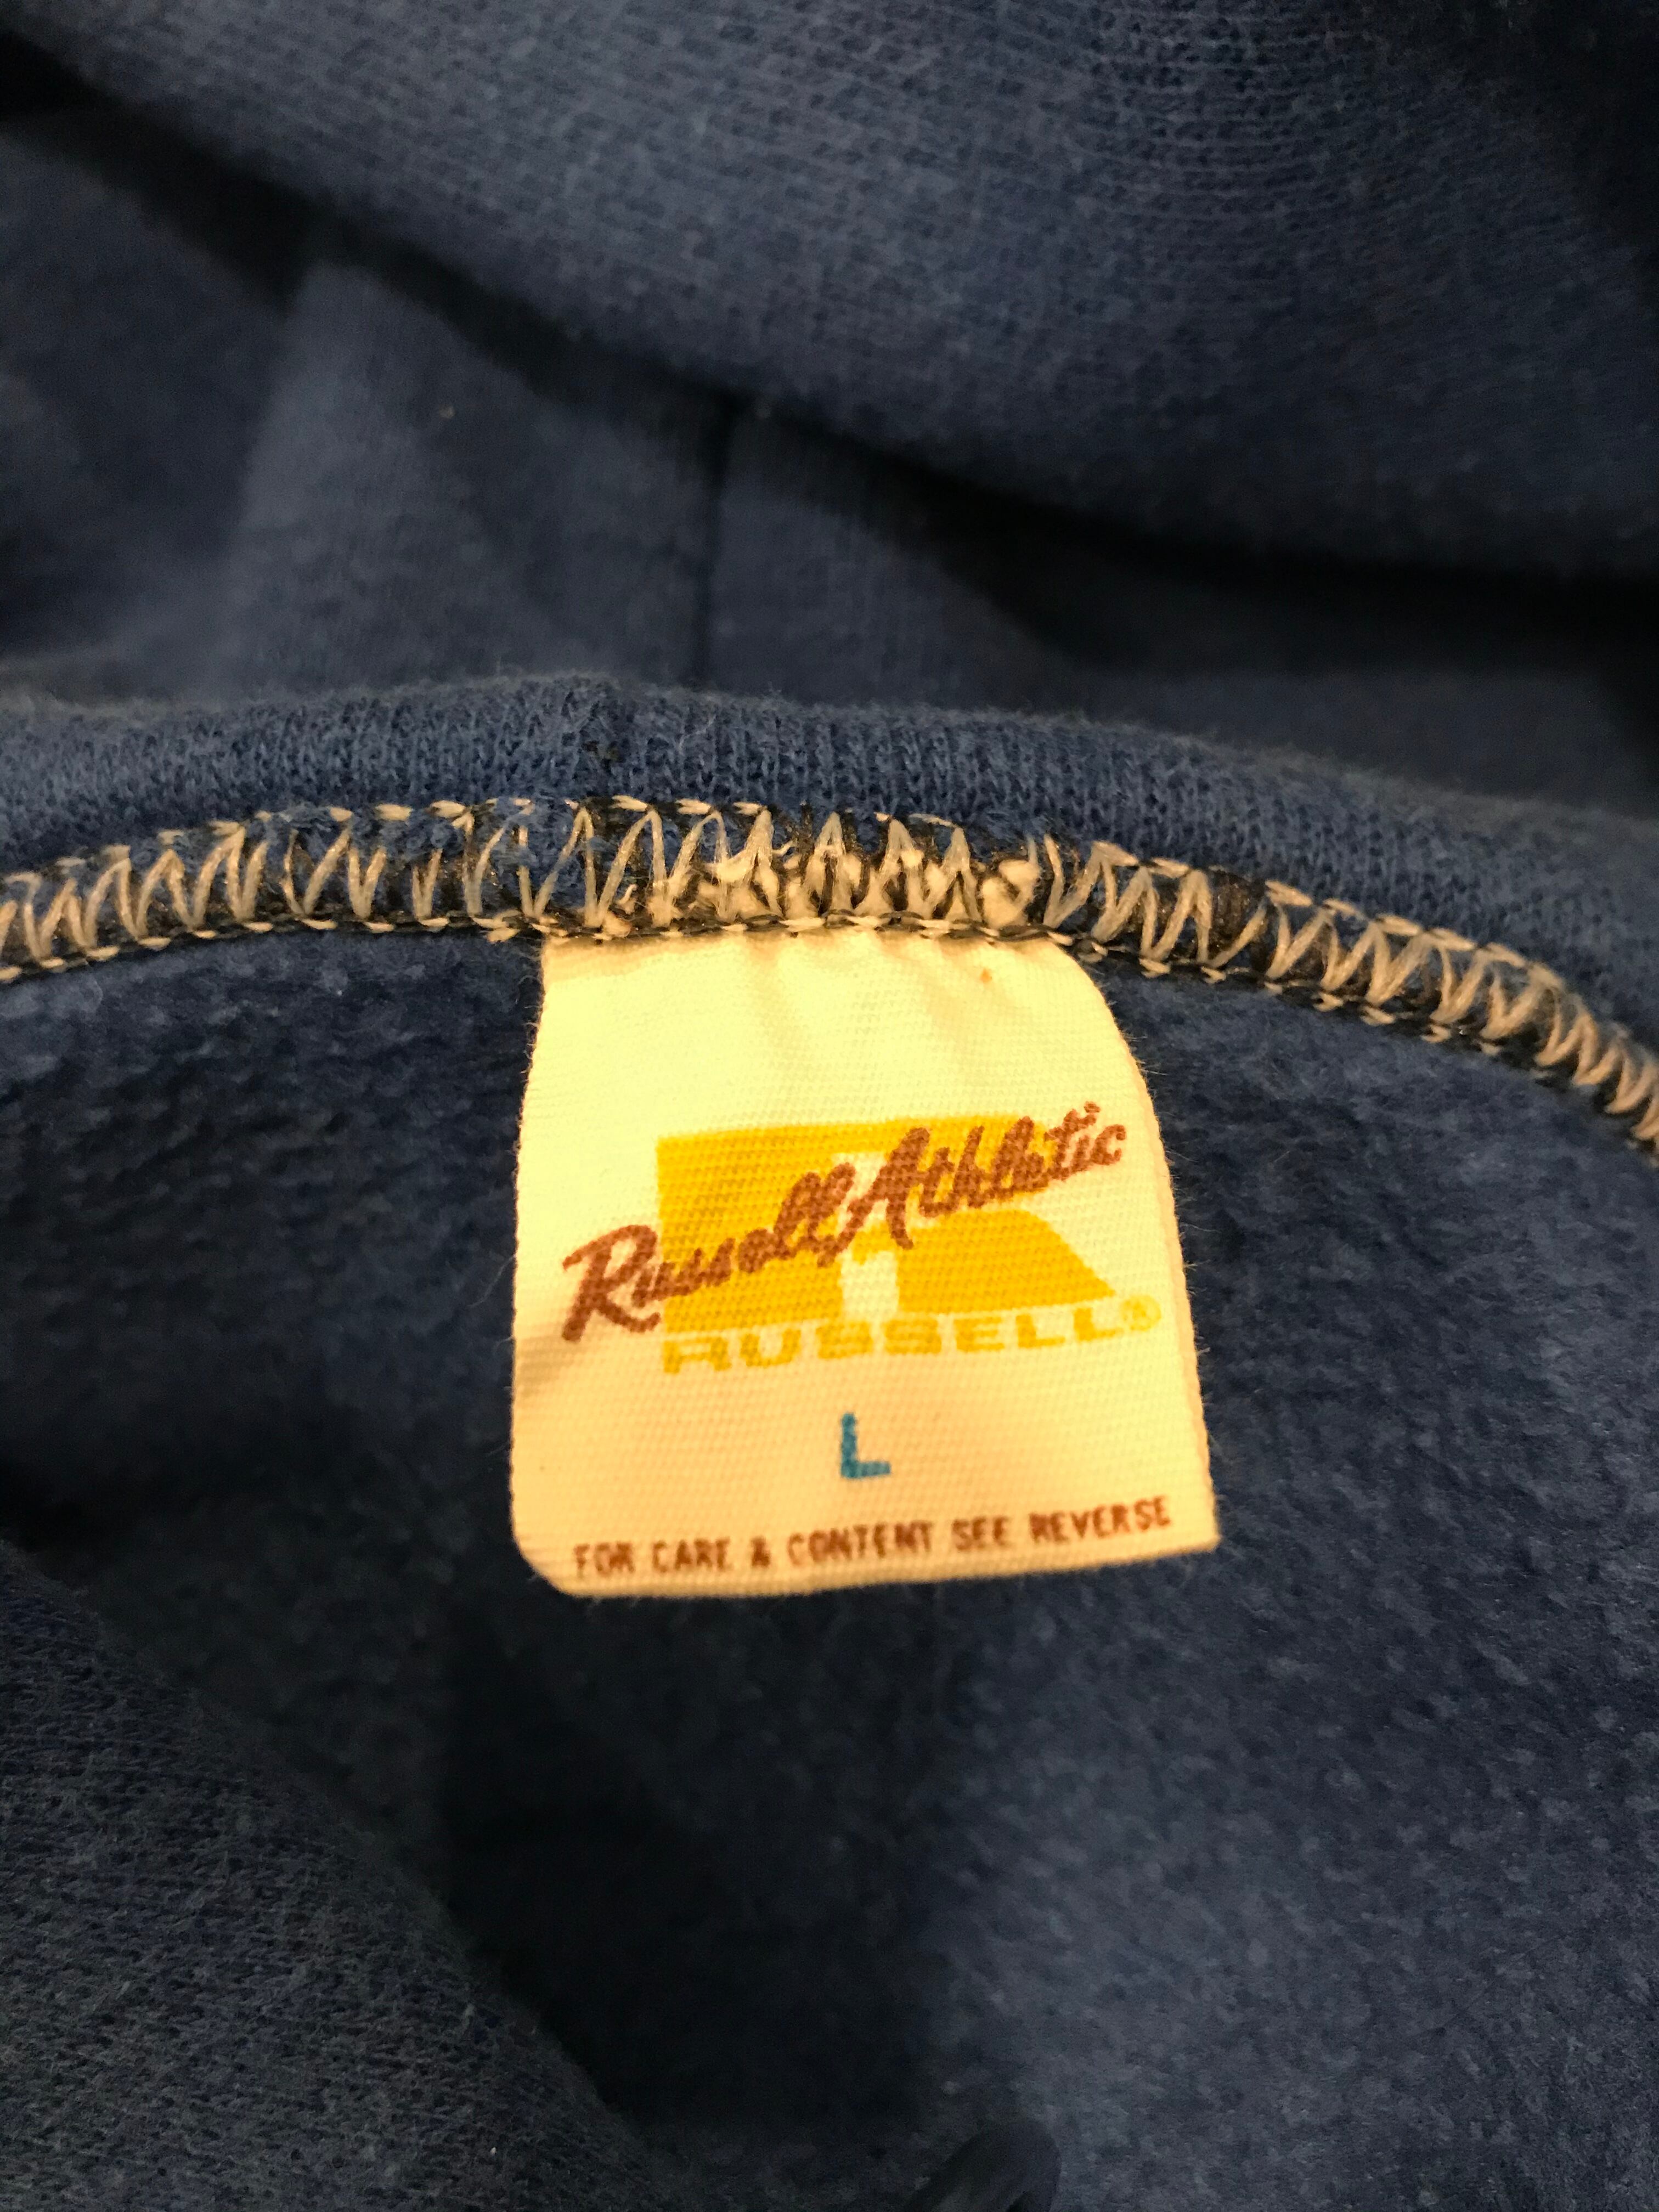 Russell Athletic
RUSSELL®
L
FOR CARE & CONTENT SEE REVERSE